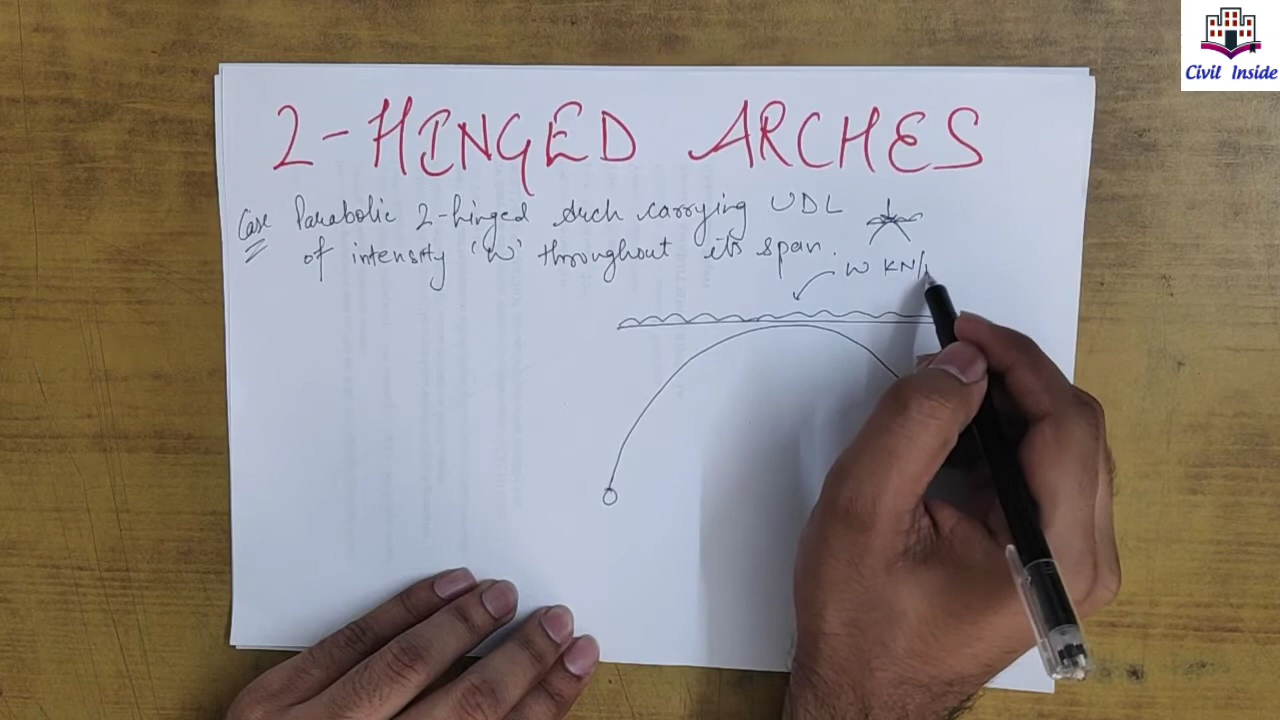 Civil Inside
2-HINGED ARCHES
Case Parabolic 2-hinged Arch carrying UDL
of intensity 'w' throughout its span.
w KN/